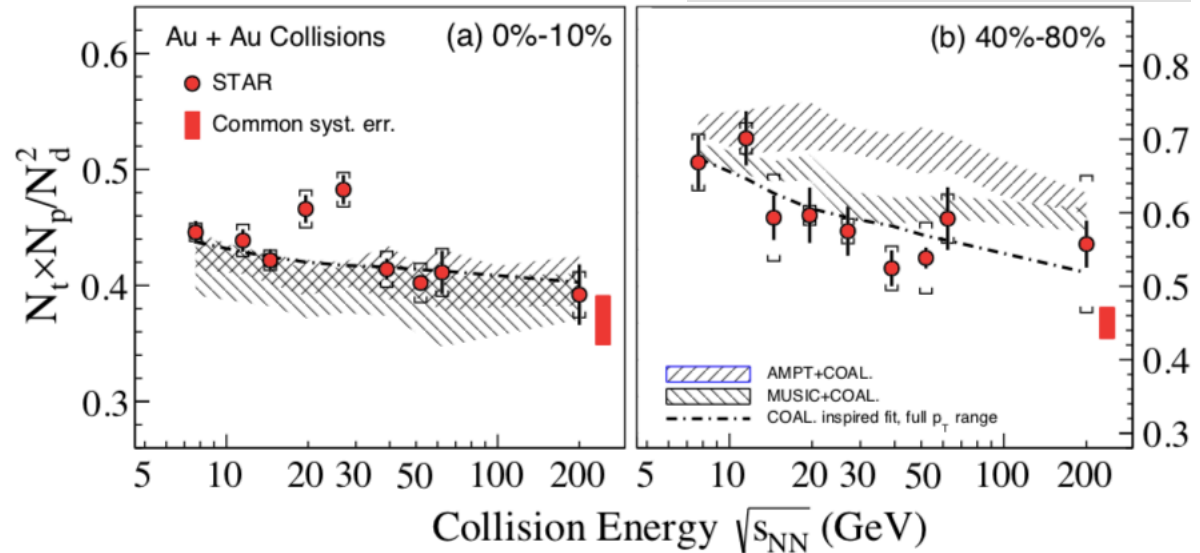 Au + Au Collisions
(a) 0%-10%
STAR
Common syst. err.
(b) 40%-80%
AMPT+COAL.
MUSIC+COAL.
COAL. inspired fit, full p_T range
N_t×N_p/N_d^2
0.6
0.5
0.4
0.3
0.8
0.7
0.6
0.5
0.4
0.3
5 10 20 30 50 100 200
5 10 20 30 50 100 200
Collision Energy √s_NN (GeV)